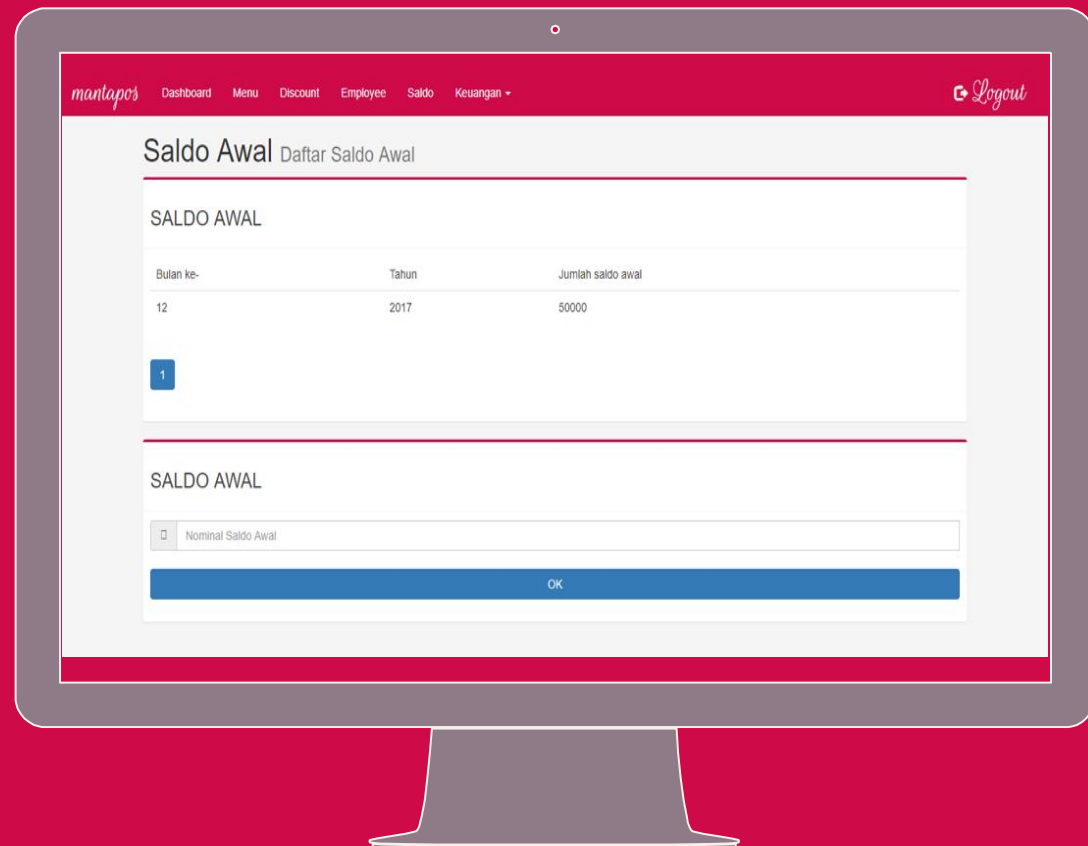 mantapos Dashboard Menu Discount Employee Saldo Keuangan Logout
Saldo Awal Daftar Saldo Awal
SALDO AWAL
Bulan ke- Tahun Jumlah saldo awal
12 2017 50000
1
SALDO AWAL
Nominal Saldo Awal
OK